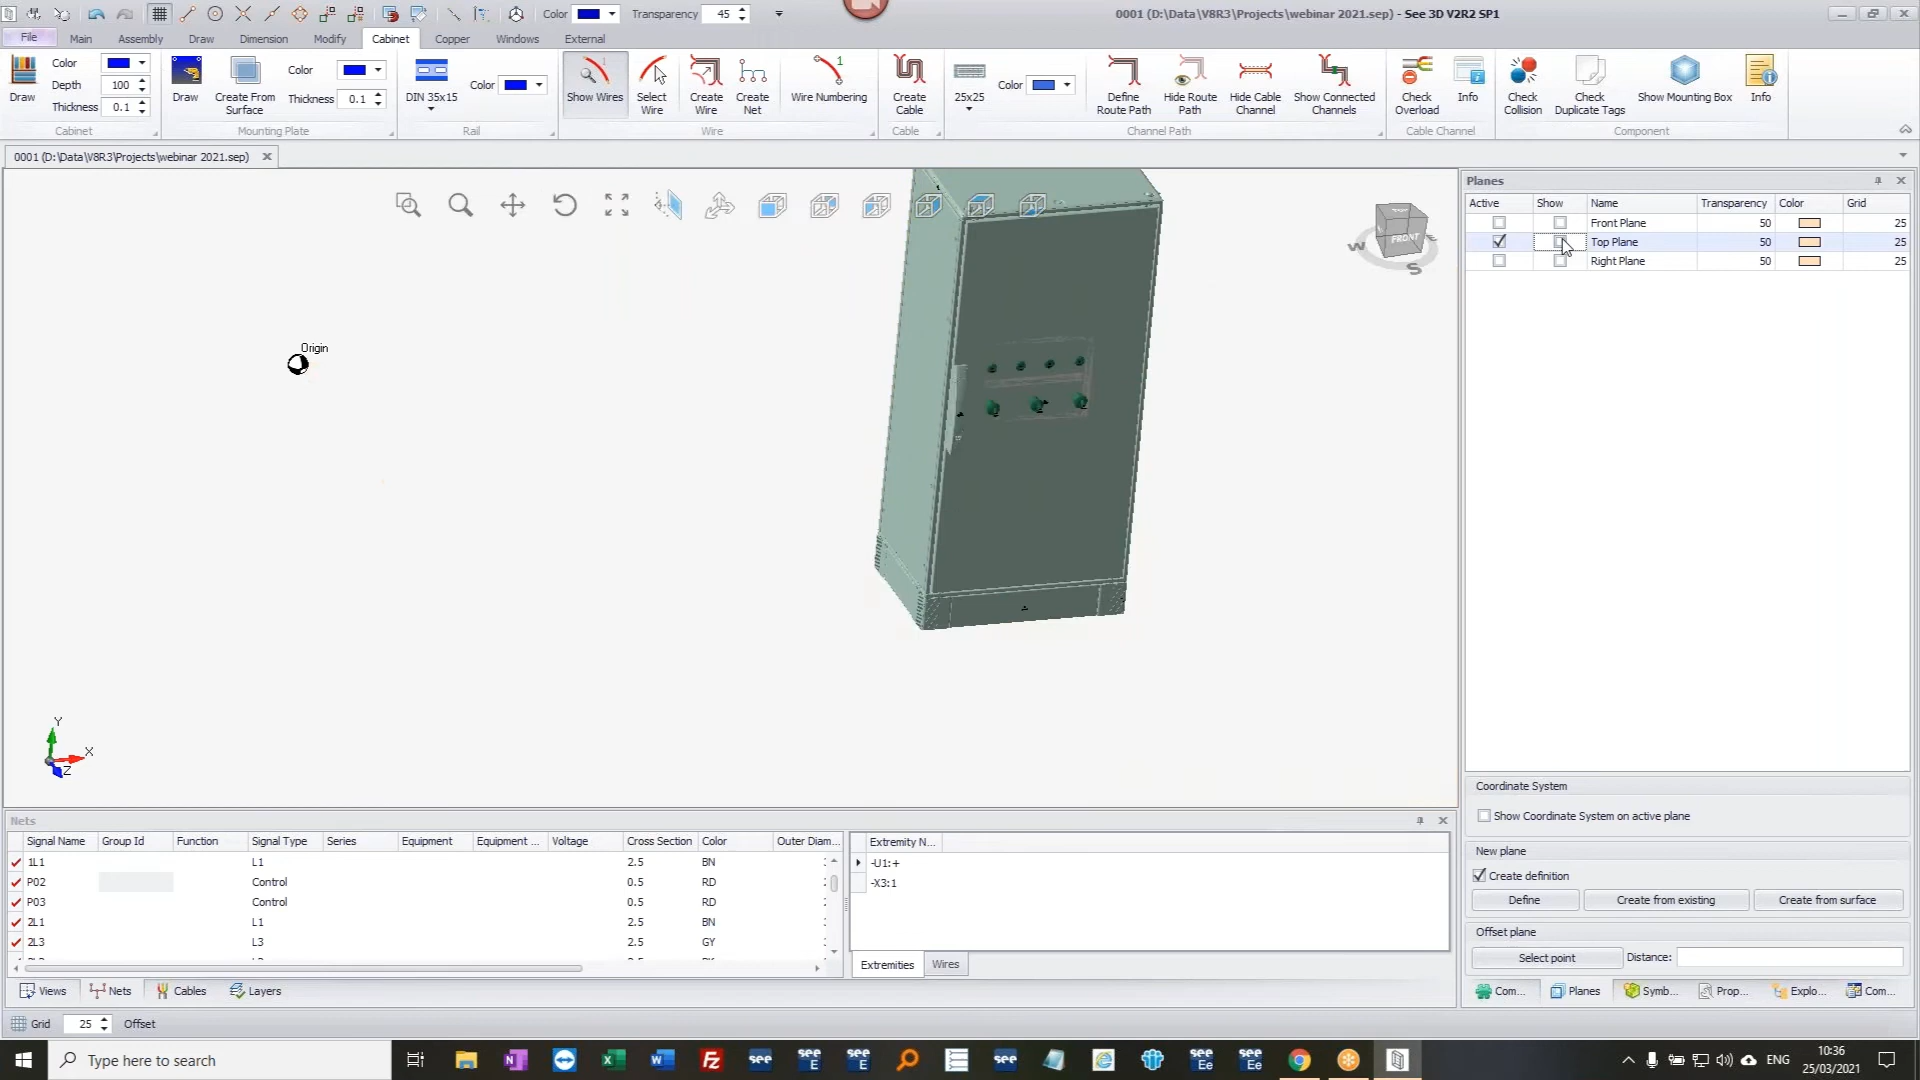 Color
Transparency 45
0001 (D:\Data\V8R3\Projects\webinar 2021.sep) - See 3D V2R2 SP1
File Main Assembly Draw Dimension Modify Cabinet Copper Windows External
Draw
Color
Depth 100
Thickness 0.1
Cabinet
Draw
Create From Surface
Color
Thickness 0.1
Mounting Plate
DIN 35x15
Color
Rail
Show Wires
Select Wire
Create Wire
Create Net
Wire Numbering
Wire
Create Cable
Cable
25x25
Color
Define Route Path
Hide Route Path
Hide Cable Channel
Show Connected Channels
Channel Path
Check Overload
Info
Cable Channel
Check Collision
Check Duplicate Tags
Show Mounting Box
Info
Component
0001 (D:\Data\V8R3\Projects\webinar 2021.sep)
Origin
FRONT
W
S
Y
X
Z
Planes
Active Show Name Transparency Color Grid
Front Plane 50 25
Top Plane 50 25
Right Plane 50 25
Coordinate System
Show Coordinate System on active plane
New plane
Create definition
Define Create from existing Create from surface
Offset plane
Select point Distance:
Com... Planes Symb... Prop... Explo... Com...
Nets
Signal Name Group Id Function Signal Type Series Equipment Equipment ... Voltage Cross Section Color Outer Diam...
1L1 L1 2.5 BN
P02 Control 0.5 RD
P03 Control 0.5 RD
2L1 L1 2.5 BN
2L3 L3 2.5 GY
Extremity N...
-U1:+
-X3:1
Extremities Wires
Views Nets Cables Layers
Grid 25 Offset
Type here to search
see
see E
see E
see
see Ee
see Ee
ENG
10:36
25/03/2021